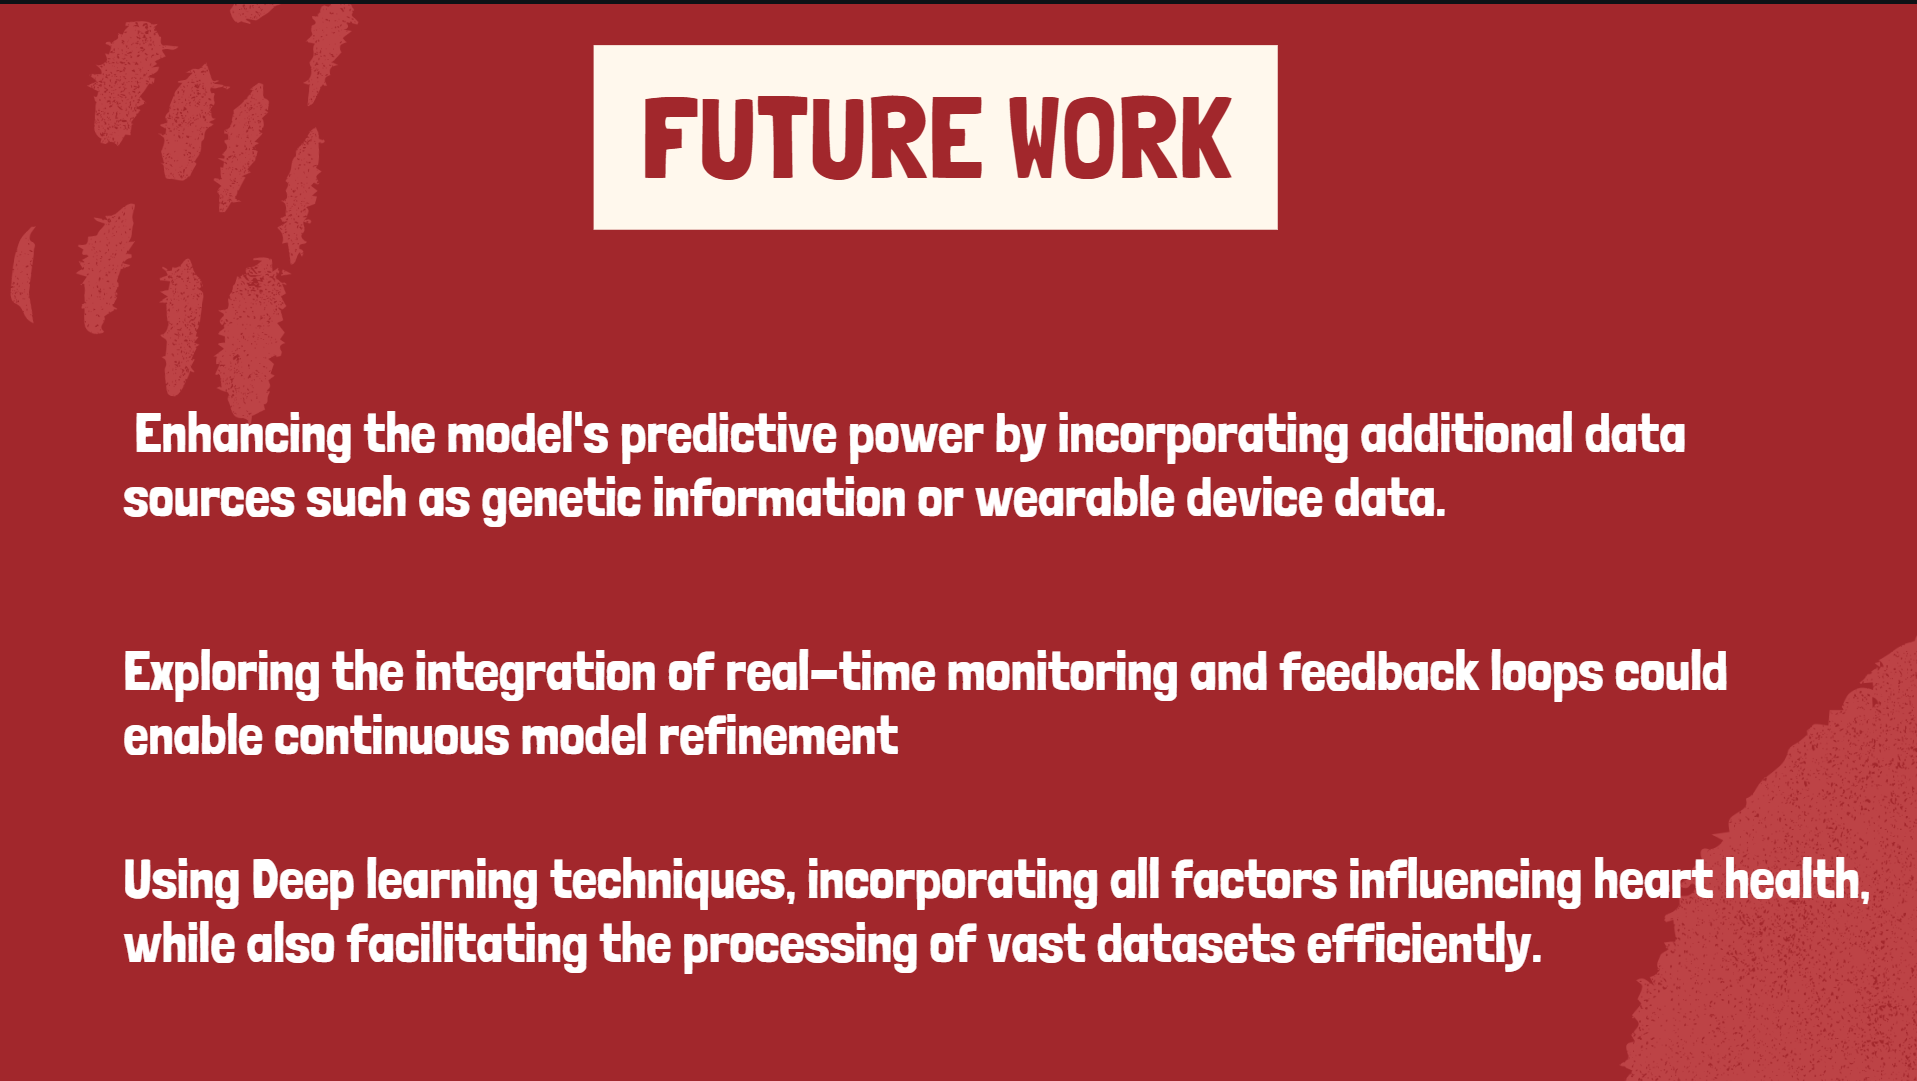 FUTURE WORK
Enhancing the model's predictive power by incorporating additional data
sources such as genetic information or wearable device data.
Exploring the integration of real-time monitoring and feedback loops could
enable continuous model refinement
Using Deep learning techniques, incorporating all factors influencing heart health,
while also facilitating the processing of vast datasets efficiently.